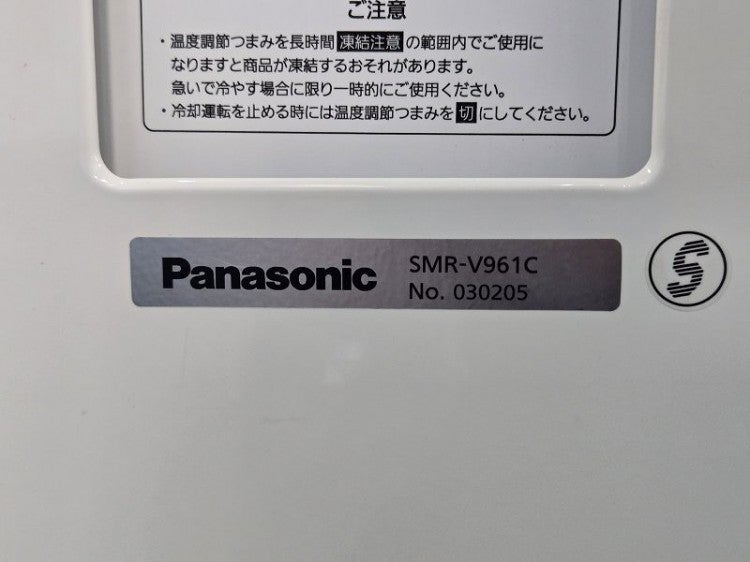 ご注意
・温度調節つまみを長時間 凍結注意 の範囲内でご使用に
なりますと商品が凍結するおそれがあります。
急いで冷やす場合に限り一時的にご使用ください。
・冷却運転を止める時には温度調節つまみを 切 にしてください。
Panasonic SMR-V961C
No. 030205
S